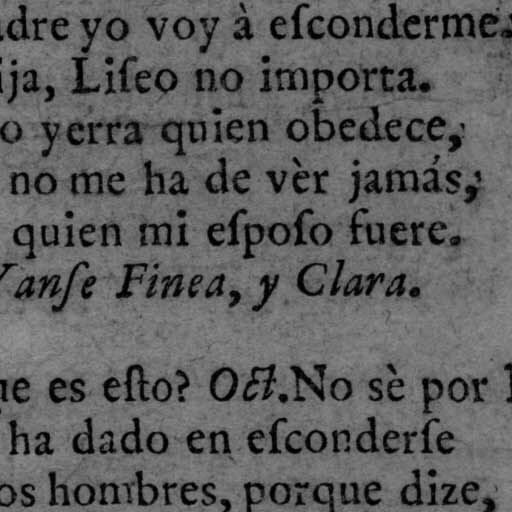 adre yo voy à eſconderme.
ija, Liſeo no importa.
o yerra quien obedece,
no me ha de vèr jamás,
quien mi eſpoſo fuere.
Vanſe Finea, y Clara.
ue es eſto? Oct. No sè por
ha dado en eſconderſe
os hombres, porque dize,